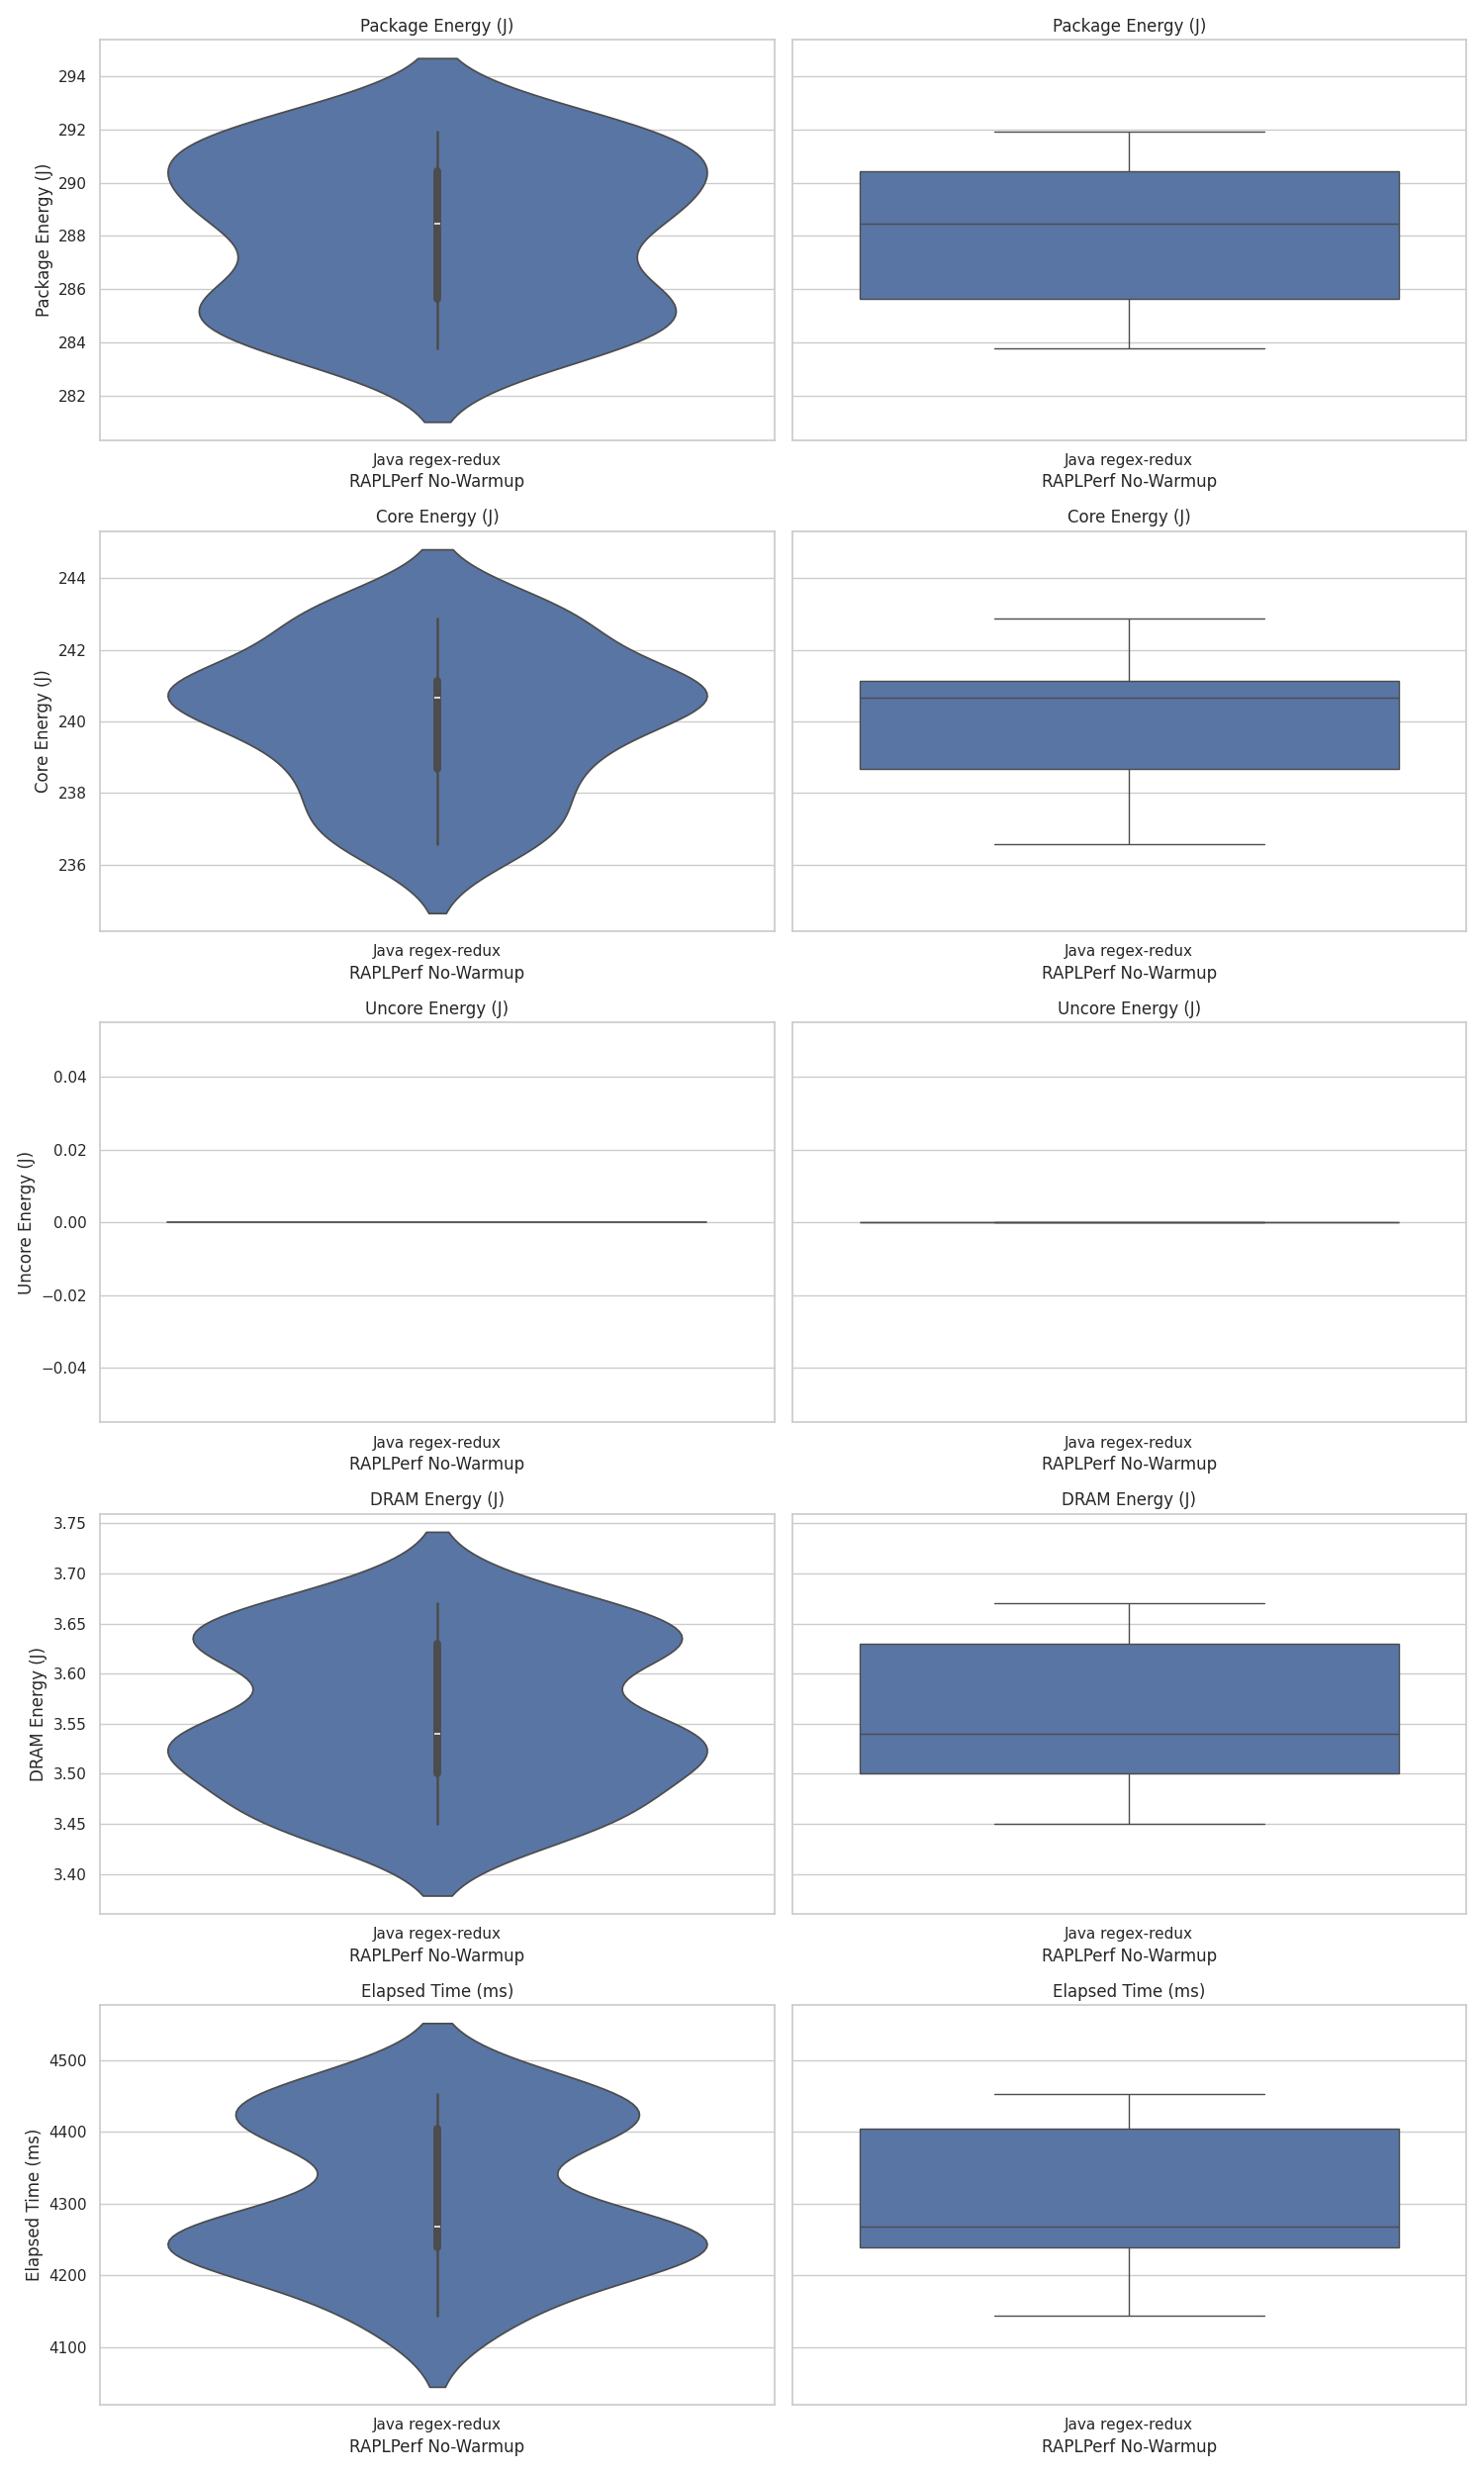 Package Energy (J)
Package Energy (J)
Package Energy (J)
294
292
290
288
286
284
282
Java regex-redux
RAPLPerf No-Warmup
Java regex-redux
RAPLPerf No-Warmup
Core Energy (J)
Core Energy (J)
Core Energy (J)
244
242
240
238
236
Java regex-redux
RAPLPerf No-Warmup
Java regex-redux
RAPLPerf No-Warmup
Uncore Energy (J)
Uncore Energy (J)
Uncore Energy (J)
0.04
0.02
0.00
−0.02
−0.04
Java regex-redux
RAPLPerf No-Warmup
Java regex-redux
RAPLPerf No-Warmup
DRAM Energy (J)
DRAM Energy (J)
DRAM Energy (J)
3.75
3.70
3.65
3.60
3.55
3.50
3.45
3.40
Java regex-redux
RAPLPerf No-Warmup
Java regex-redux
RAPLPerf No-Warmup
Elapsed Time (ms)
Elapsed Time (ms)
Elapsed Time (ms)
4500
4400
4300
4200
4100
Java regex-redux
RAPLPerf No-Warmup
Java regex-redux
RAPLPerf No-Warmup